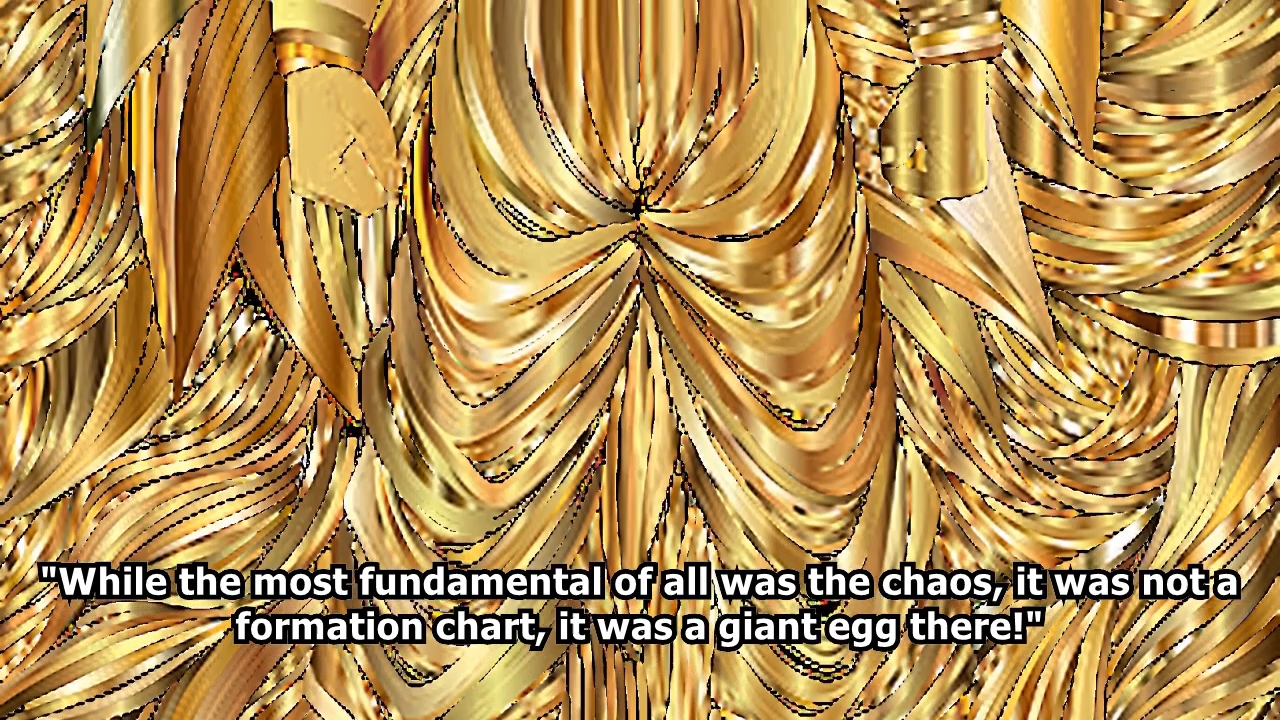 "While the most fundamental of all was the chaos, it was not a
formation chart, it was a giant egg there!"